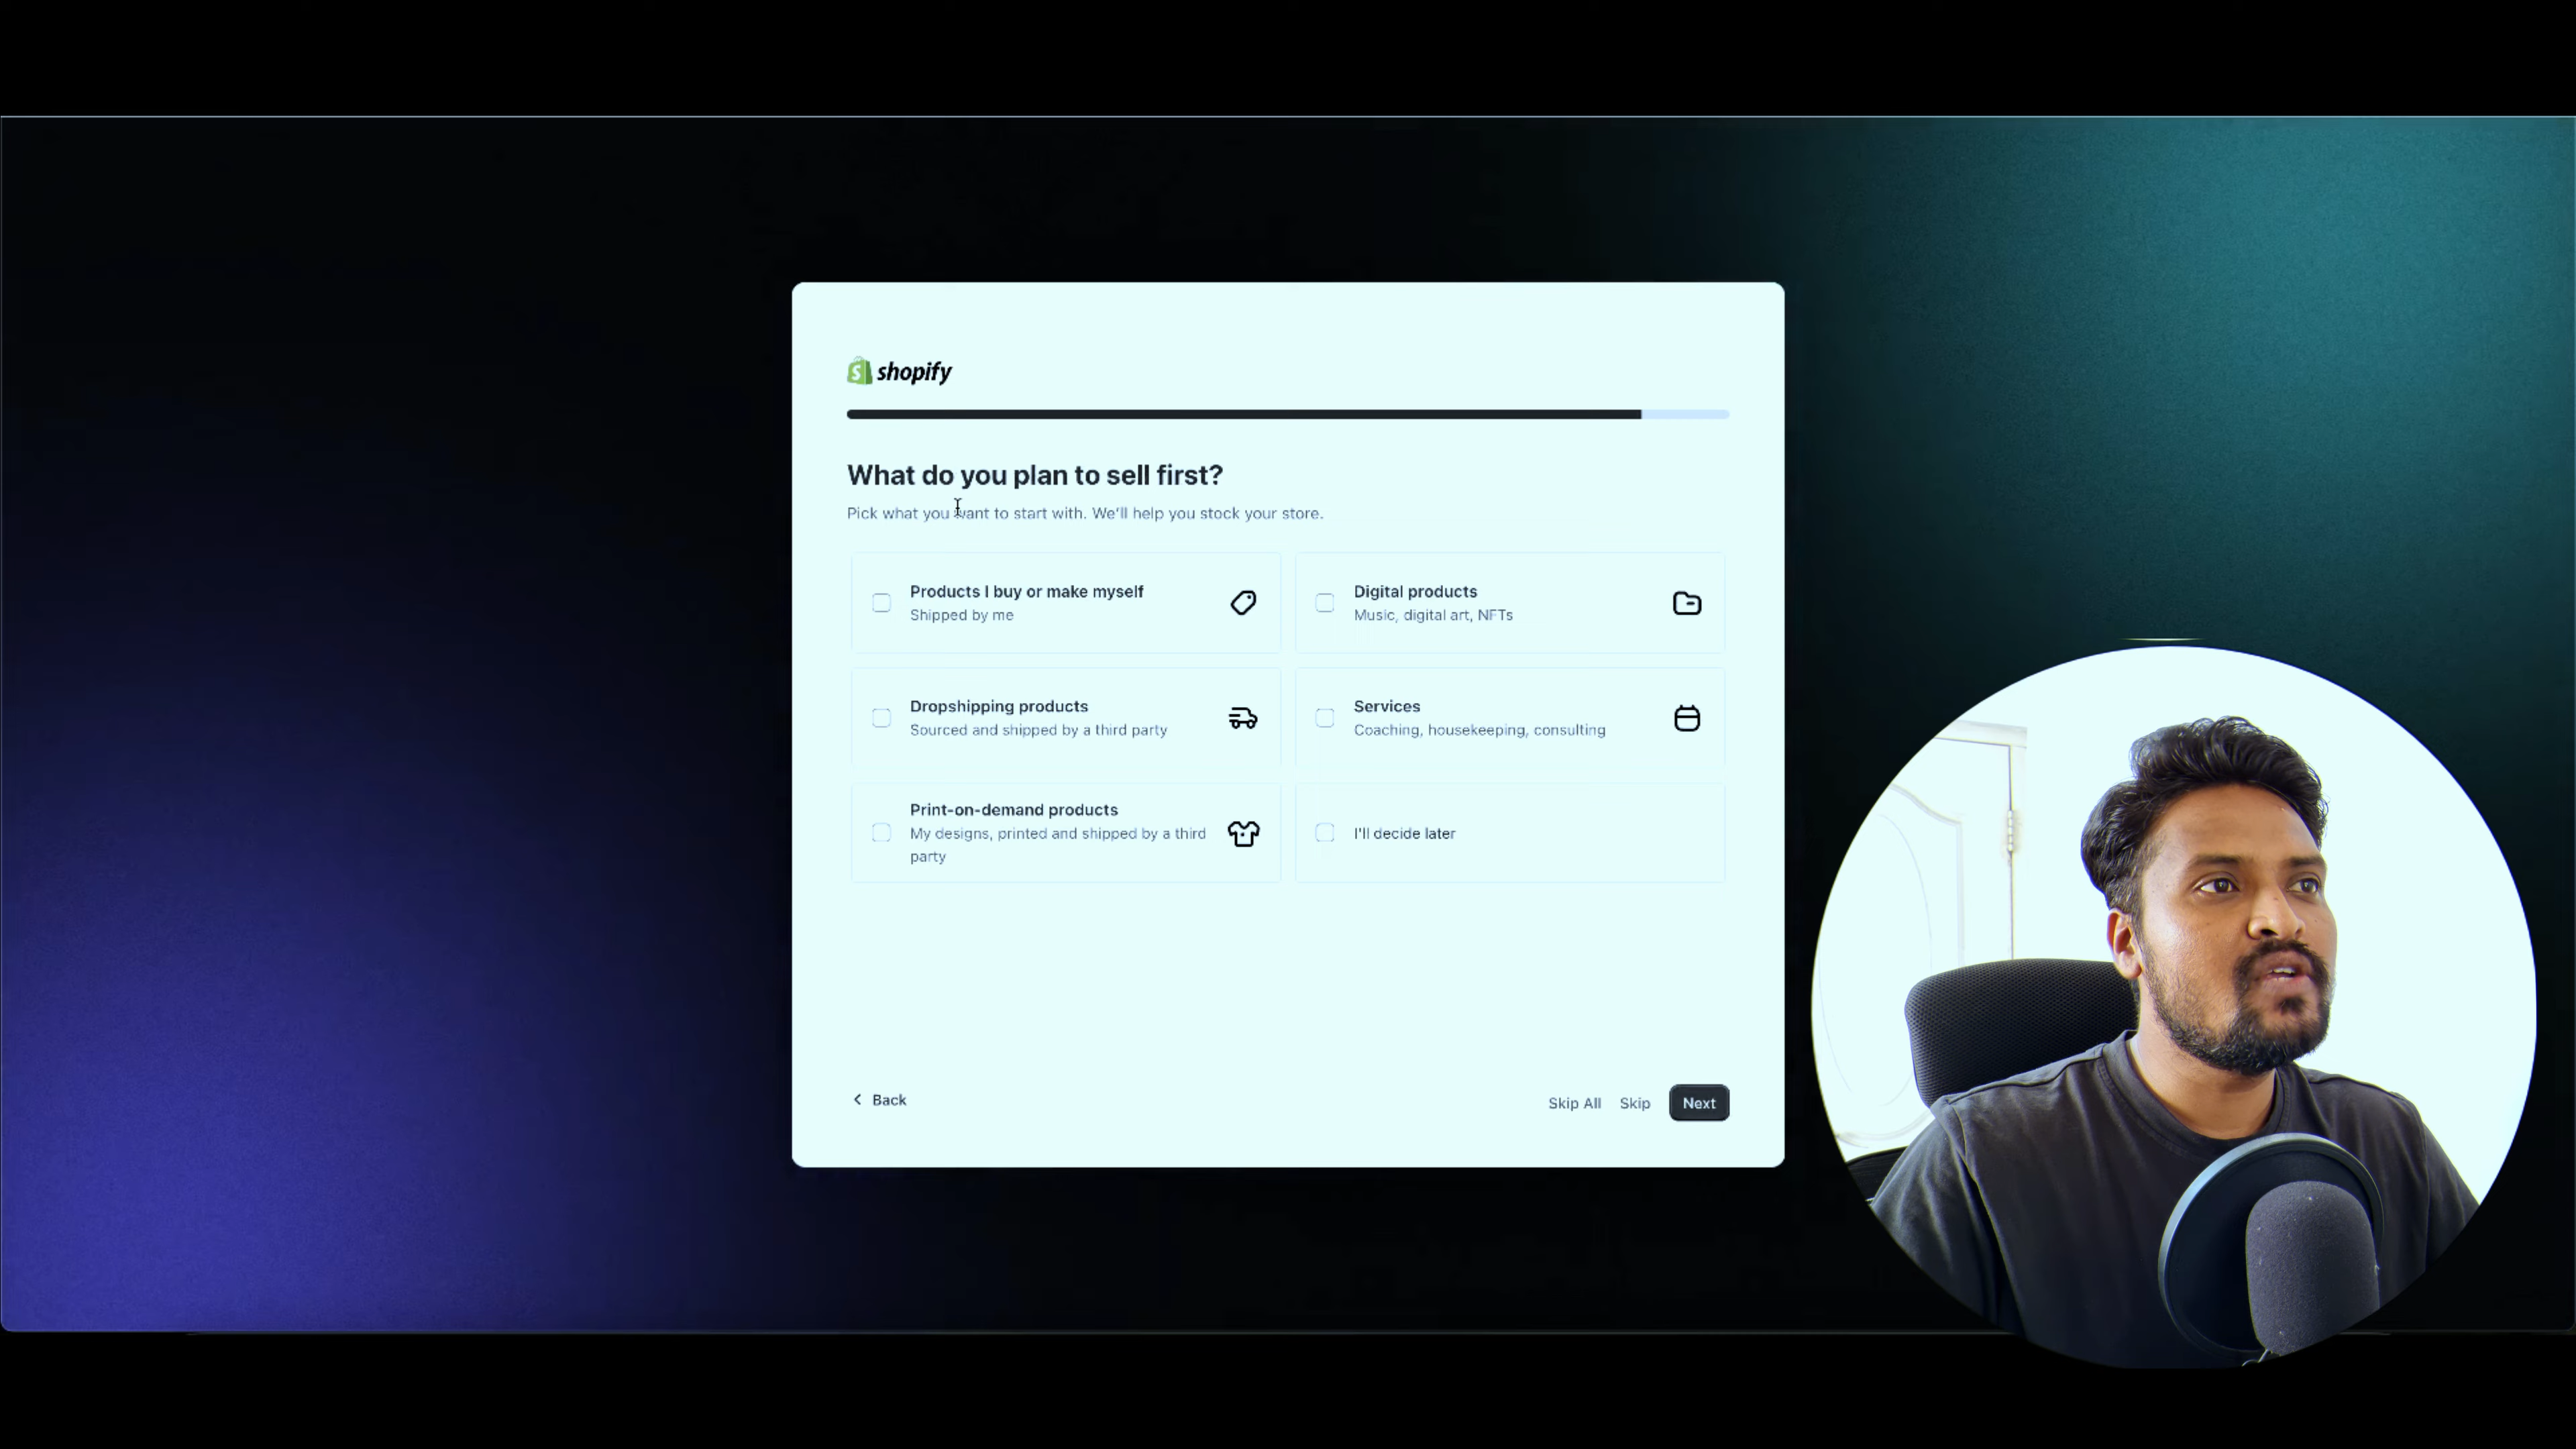 shopify
What do you plan to sell first?
Pick what you want to start with. We'll help you stock your store.
Products I buy or make myself
Shipped by me
Digital products
Music, digital art, NFTs
Dropshipping products
Sourced and shipped by a third party
Services
Coaching, housekeeping, consulting
Print-on-demand products
My designs, printed and shipped by a third
party
I'll decide later
Back
Skip All
Skip
Next